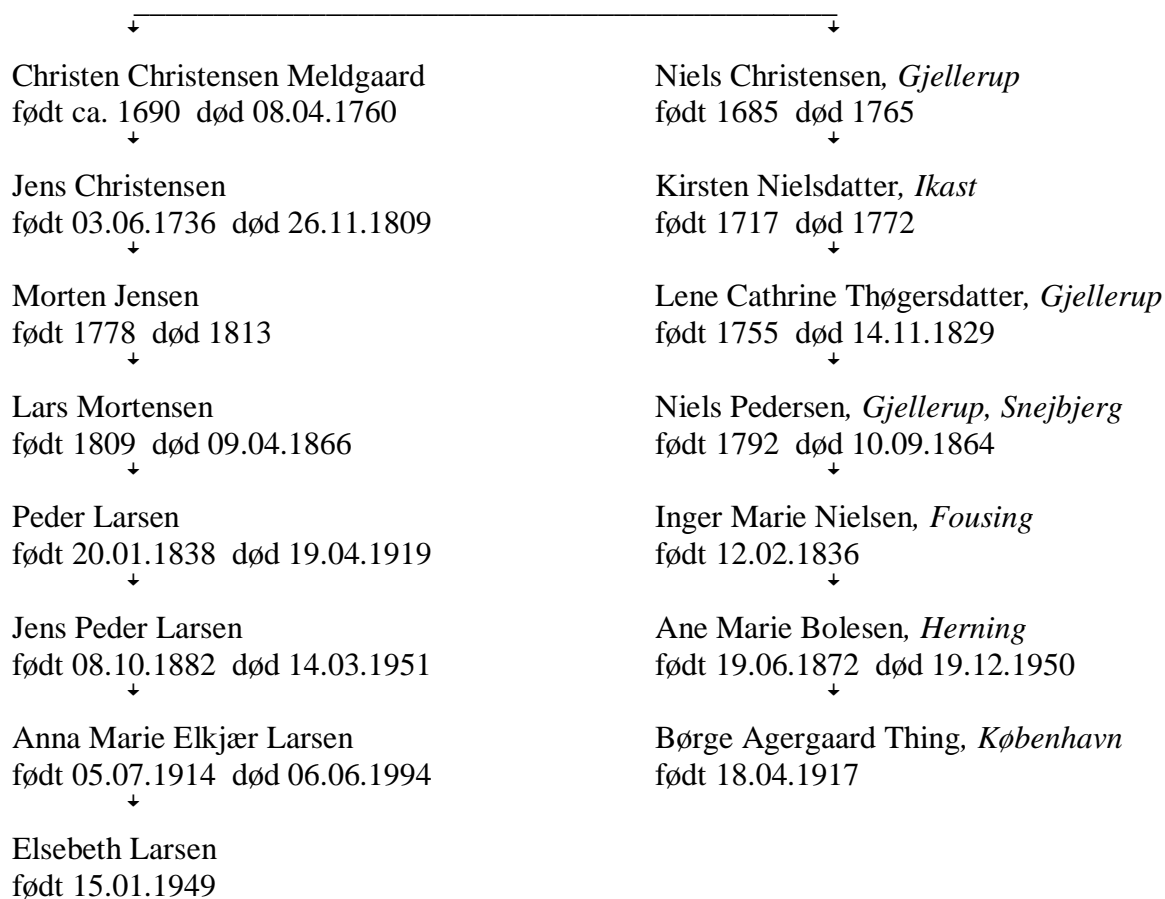 Christen Christensen Meldgaard
født ca. 1690  død 08.04.1760
Jens Christensen
født 03.06.1736  død 26.11.1809
Morten Jensen
født 1778  død 1813
Lars Mortensen
født 1809  død 09.04.1866
Peder Larsen
født 20.01.1838  død 19.04.1919
Jens Peder Larsen
født 08.10.1882  død 14.03.1951
Anna Marie Elkjær Larsen
født 05.07.1914  død 06.06.1994
Elsebeth Larsen
født 15.01.1949
Niels Christensen, Gjellerup
født 1685  død 1765
Kirsten Nielsdatter, Ikast
født 1717  død 1772
Lene Cathrine Thøgersdatter, Gjellerup
født 1755  død 14.11.1829
Niels Pedersen, Gjellerup, Snejbjerg
født 1792  død 10.09.1864
Inger Marie Nielsen, Fousing
født 12.02.1836
Ane Marie Bolesen, Herning
født 19.06.1872  død 19.12.1950
Børge Agergaard Thing, København
født 18.04.1917